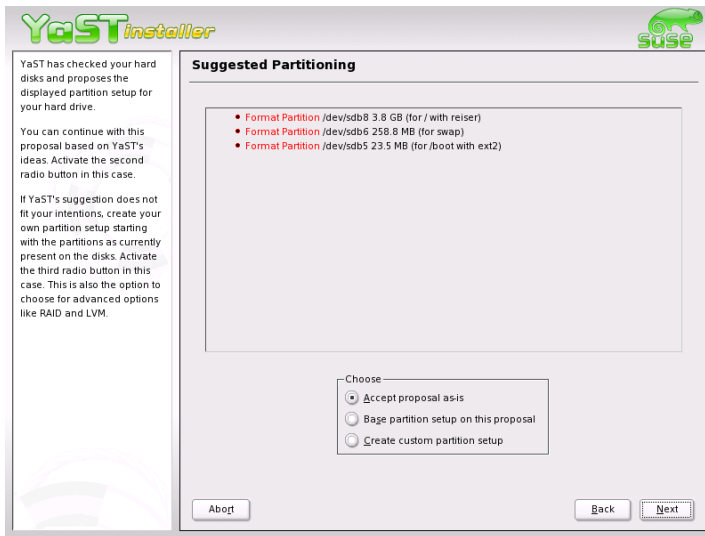 YaST installer
SUSE
YaST has checked your hard
disks and proposes the
displayed partition setup for
your hard drive.
You can continue with this
proposal based on YaST's
ideas. Activate the second
radio button in this case.
If YaST's suggestion does not
fit your intentions, create your
own partition setup starting
with the partitions as currently
present on the disks. Activate
the third radio button in this
case. This is also the option to
choose for advanced options
like RAID and LVM.
Suggested Partitioning
Format Partition /dev/sdb8 3.8 GB (for / with reiser)
Format Partition /dev/sdb6 258.8 MB (for swap)
Format Partition /dev/sdb5 23.5 MB (for /boot with ext2)
Choose
Accept proposal as-is
Base partition setup on this proposal
Create custom partition setup
Abort
Back
Next